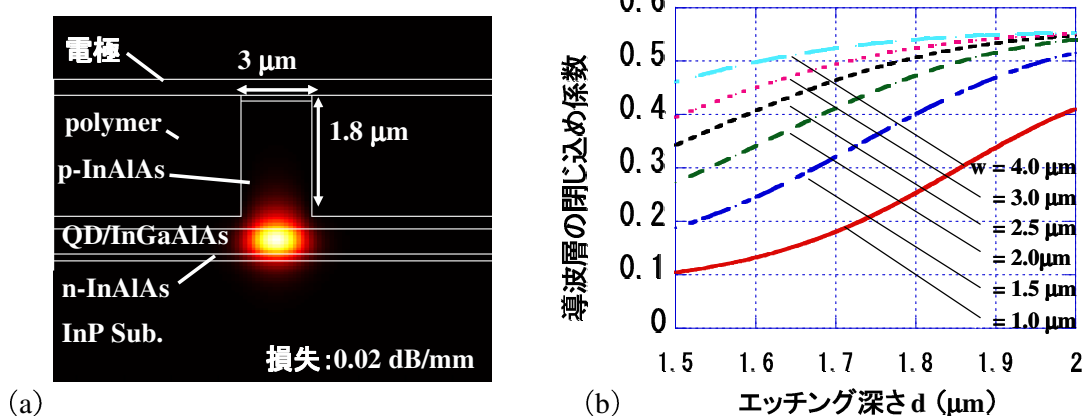 電極
3 μm
polymer
1.8 μm
p-InAlAs
QD/InGaAlAs
n-InAlAs
InP Sub.
損失:0.02 dB/mm
(a)
導波層の閉じ込め係数
0.6
0.5
0.4
0.3
0.2
0.1
0
w = 4.0 μm
= 3.0 μm
= 2.5 μm
= 2.0μm
= 1.5 μm
= 1.0 μm
1.5 1.6 1.7 1.8 1.9 2
エッチング深さ d (μm)
(b)